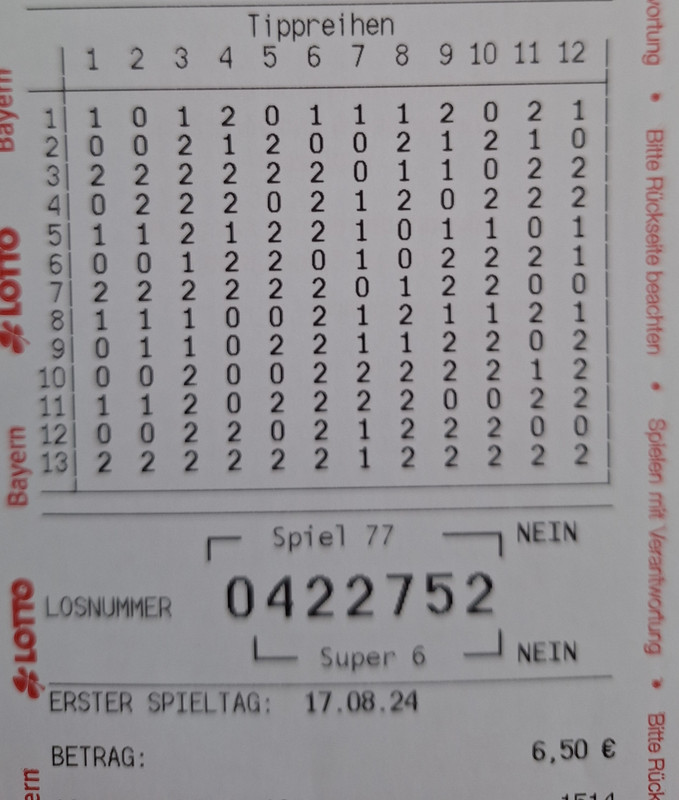 Tippreihen
1 2 3 4 5 6 7 8 9 10 11 12
1 1 0 1 2 0 1 1 1 2 0 2 1
2 0 0 2 1 2 0 0 2 1 2 1 0
3 2 2 2 2 2 2 0 1 1 0 2 2
4 0 2 2 2 0 2 1 2 0 2 2 2
5 1 1 2 1 2 2 1 0 1 1 0 1
6 0 0 1 2 2 0 1 0 2 2 2 1
7 2 2 2 2 2 2 0 1 2 2 0 0
8 1 1 1 0 0 2 1 2 1 1 2 1
9 0 1 1 0 2 2 1 1 2 2 0 2
10 0 0 2 0 0 2 2 2 2 2 1 2
11 1 1 2 0 2 2 2 2 0 0 2 2
12 0 0 2 2 0 2 1 2 2 2 0 0
13 2 2 2 2 2 2 1 2 2 2 2 2
Spiel 77 NEIN
LOSNUMMER 0422752
Super 6 NEIN
ERSTER SPIELTAG: 17.08.24
BETRAG: 6,50 €
Bayern
LOTTO
Bayern
LOTTO
vortung • Bitte Rückseite beachten • Spielen mit Verantwortung • Bitte Rück